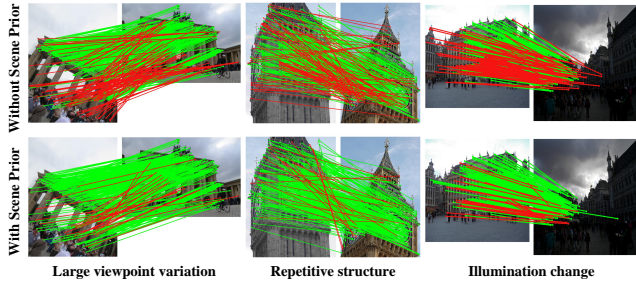 Without Scene Prior
With Scene Prior
Large viewpoint variation
Repetitive structure
Illumination change